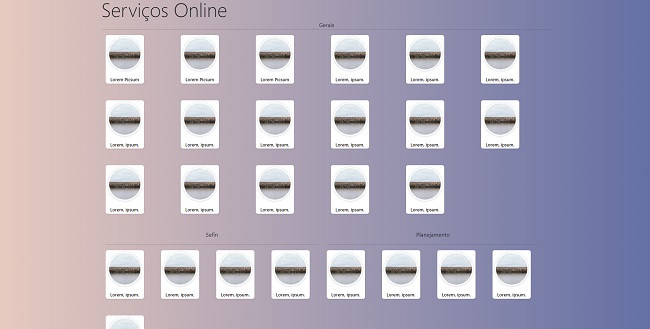 Serviços Online
Gerais
Lorem Picsum Lorem Picsum Lorem Picsum Lorem, ipsum. Lorem, ipsum. Lorem, ipsum.
Lorem, ipsum. Lorem, ipsum. Lorem, ipsum. Lorem, ipsum. Lorem, ipsum. Lorem, ipsum.
Lorem, ipsum. Lorem, ipsum. Lorem, ipsum. Lorem, ipsum. Lorem, ipsum.
Sefin Planejamento
Lorem, ipsum. Lorem, ipsum. Lorem, ipsum. Lorem, ipsum. Lorem, ipsum. Lorem, ipsum. Lorem, ipsum. Lorem, ipsum.